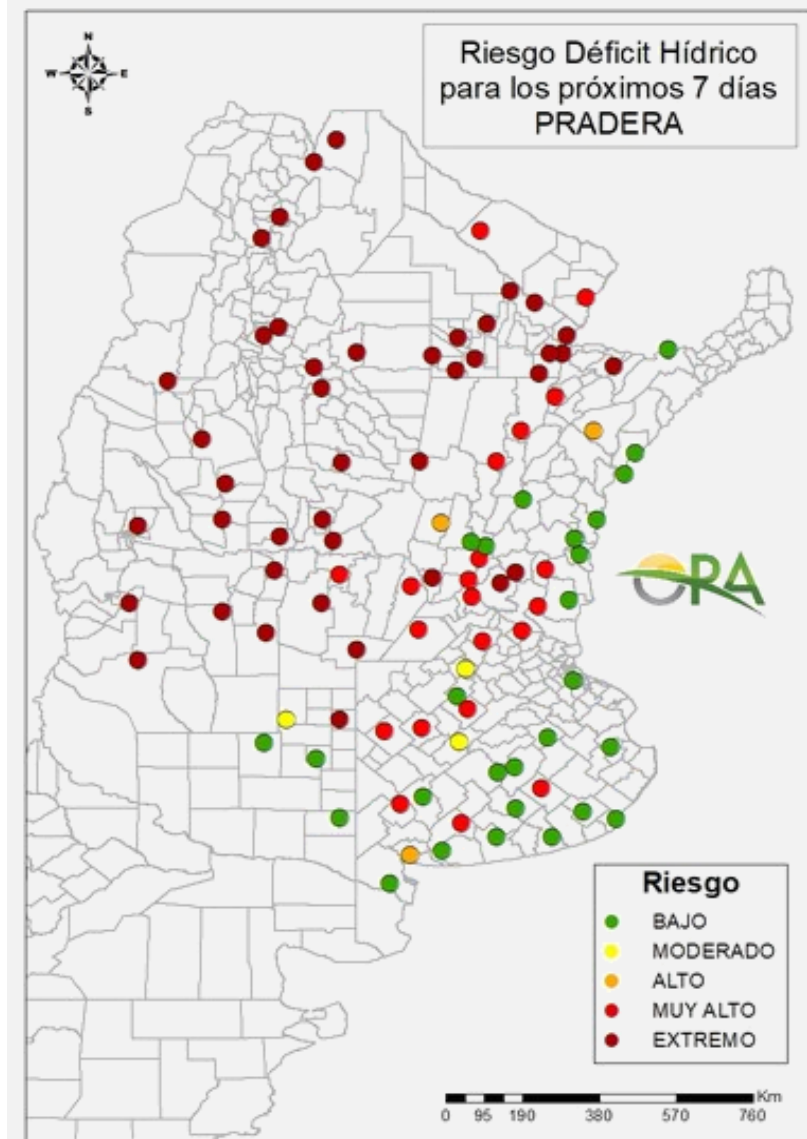 N
W E
S
Riesgo Déficit Hídrico
para los próximos 7 días
PRADERA
OPA
Riesgo
BAJO
MODERADO
ALTO
MUY ALTO
EXTREMO
Km
0 95 190 380 570 760